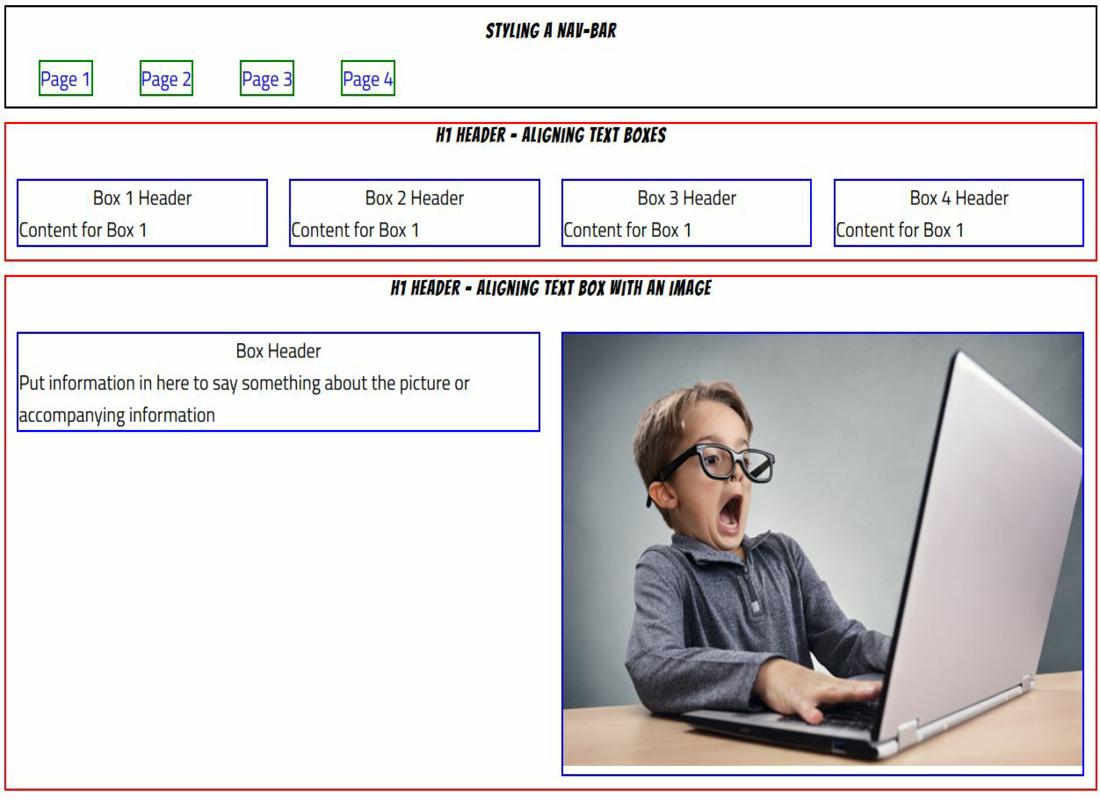 STYLING A NAV-BAR
Page 1 Page 2 Page 3 Page 4
H1 HEADER - ALIGNING TEXT BOXES
Box 1 Header
Content for Box 1
Box 2 Header
Content for Box 1
Box 3 Header
Content for Box 1
Box 4 Header
Content for Box 1
H1 HEADER - ALIGNING TEXT BOX WITH AN IMAGE
Box Header
Put information in here to say something about the picture or
accompanying information